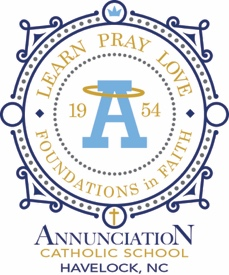 LEARN PRAY LOVE
19 A 54
FOUNDATIONS in FAITH
ANNUNCIATION
CATHOLIC SCHOOL
HAVELOCK, NC